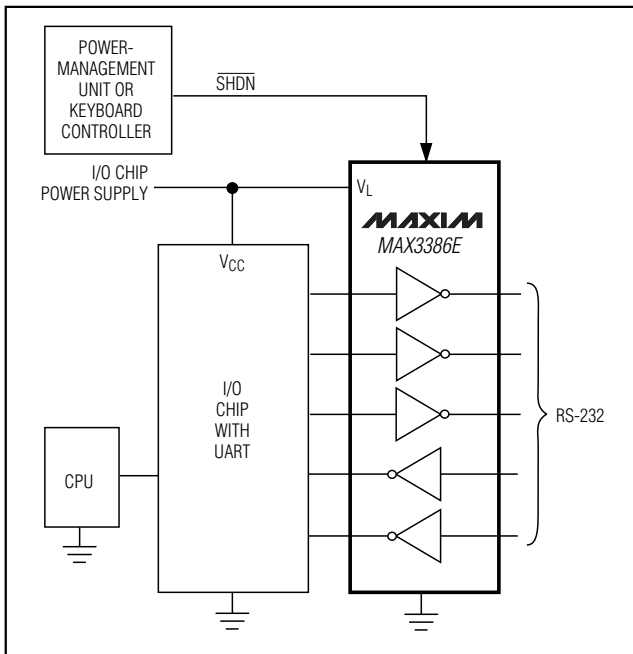 POWER-
MANAGEMENT
UNIT OR
KEYBOARD
CONTROLLER
SHDN
I/O CHIP
POWER SUPPLY
VL
MAXIM
MAX3386E
VCC
I/O
CHIP
WITH
UART
RS-232
CPU